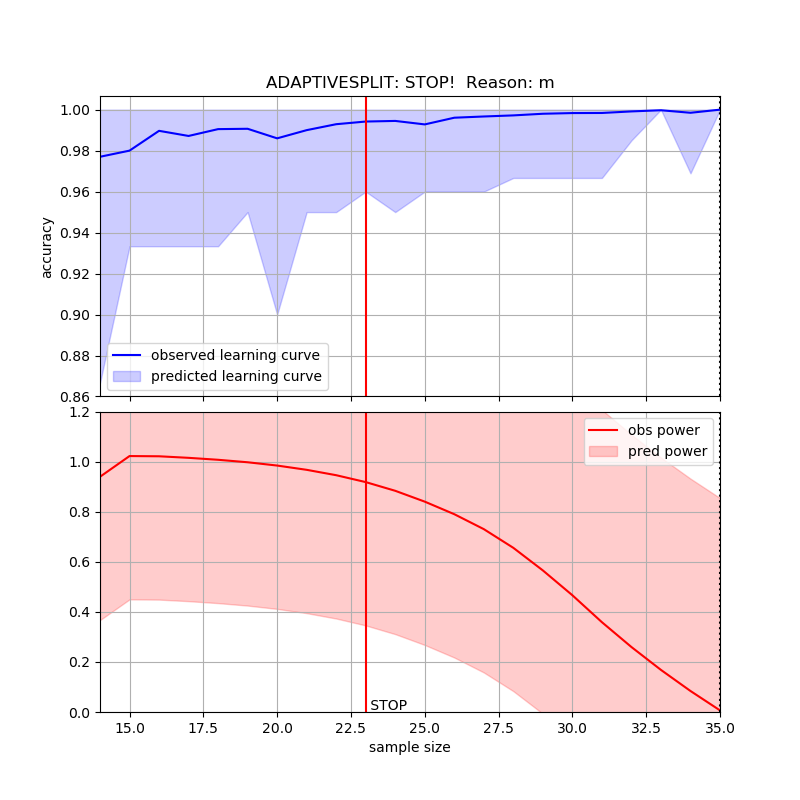 ADAPTIVESPLIT: STOP!  Reason: m
1.00
0.98
0.96
0.94
0.92
0.90
0.88
0.86
accuracy
observed learning curve
predicted learning curve
1.2
1.0
0.8
0.6
0.4
0.2
0.0
obs power
pred power
STOP
15.0 17.5 20.0 22.5 25.0 27.5 30.0 32.5 35.0
sample size